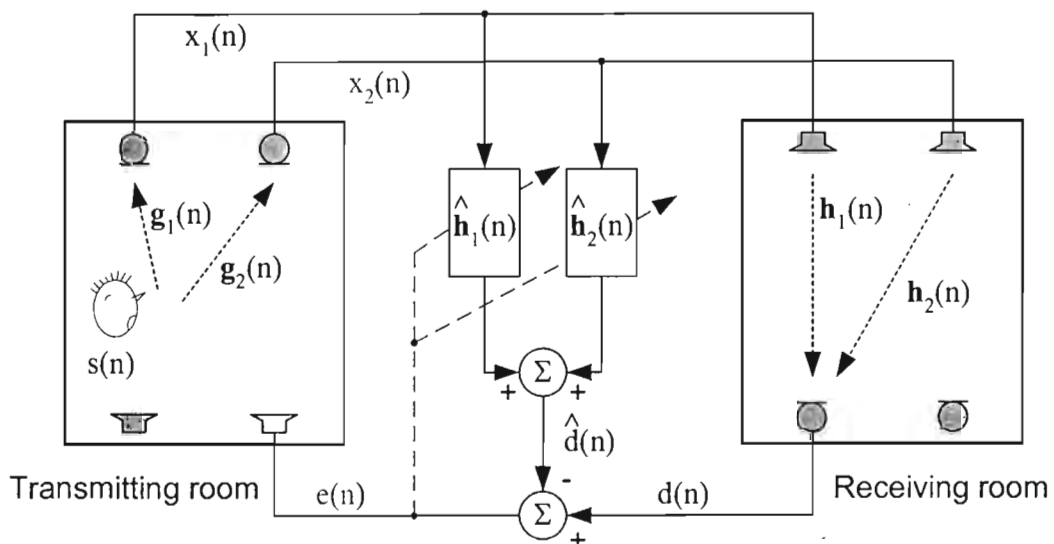 x₁(n)
x₂(n)
g₁(n)
g₂(n)
s(n)
ĥ₁(n)
ĥ₂(n)
h₁(n)
h₂(n)
Σ
+
+
d̂(n)
-
Σ
+
e(n)
d(n)
Transmitting room
Receiving room